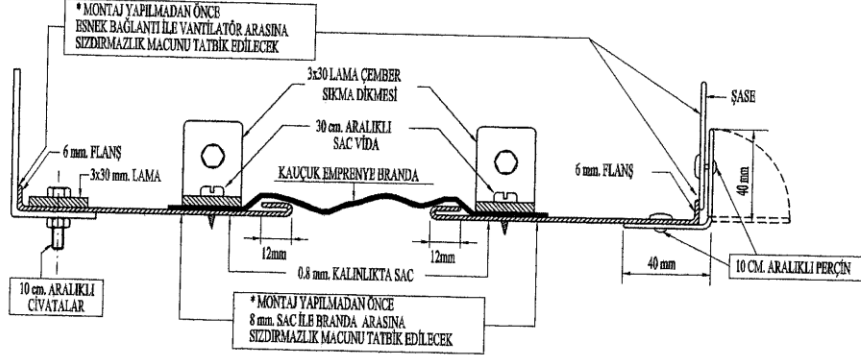 * MONTAJ YAPILMADAN ÖNCE
ESNEK BAĞLANTI İLE VANTİLATÖR ARASINA
SIZDIRMAZLIK MACUNU TATBİK EDİLECEK
3x30 LAMA ÇEMBER
SIKMA DİKMESİ
ŞASE
30 cm. ARALIKLI
SAC VİDA
6 mm. FLANŞ
3x30 mm. LAMA
KAUÇUK EMPRENYE BRANDA
6 mm. FLANŞ
40 mm
12mm
12mm
0.8 mm. KALINLIKTA SAC
40 mm
10 CM. ARALIKLI PERÇİN
10 cm. ARALIKLI
CİVATALAR
* MONTAJ YAPILMADAN ÖNCE
8 mm. SAC İLE BRANDA ARASINA
SIZDIRMAZLIK MACUNU TATBİK EDİLECEK